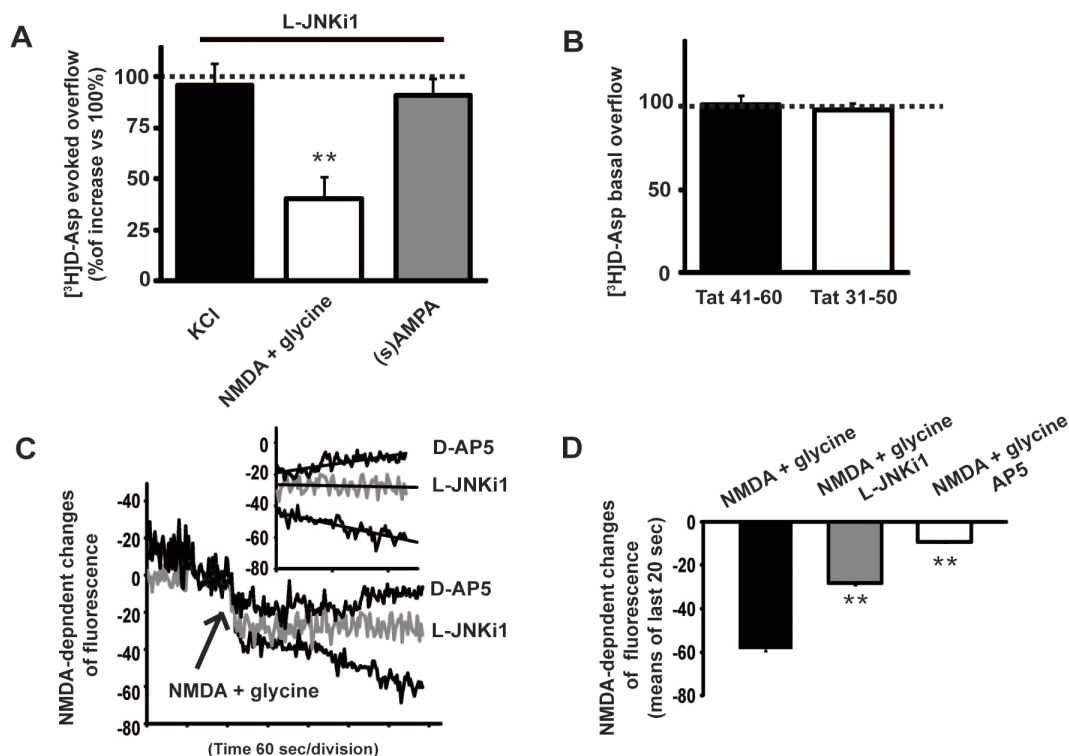 A
L-JNKi1
[³H]D-Asp evoked overflow
(%of increase vs 100%)
100
75
50
25
0
**
KCl
NMDA + glycine
(s)AMPA
B
[³H]D-Asp basal overflow
100
50
0
Tat 41-60
Tat 31-50
C
NMDA-dependent changes
of fluorescence
-40
-20
0
-20
-40
-60
-80
0
-20
-40
-60
-80
D-AP5
L-JNKi1
D-AP5
L-JNKi1
NMDA + glycine
(Time 60 sec/division)
D
NMDA-depndent changes
of fluorescence
(means of last 20 sec)
NMDA + glycine
NMDA + glycine
L-JNKi1
NMDA + glycine
AP5
0
-20
-40
-60
-80
**
**